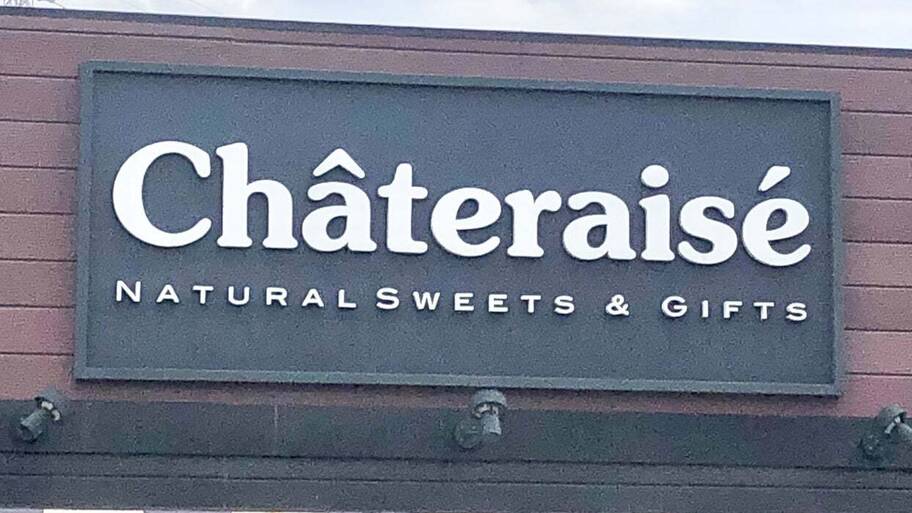 Châteraisé
NATURAL SWEETS & GIFTS